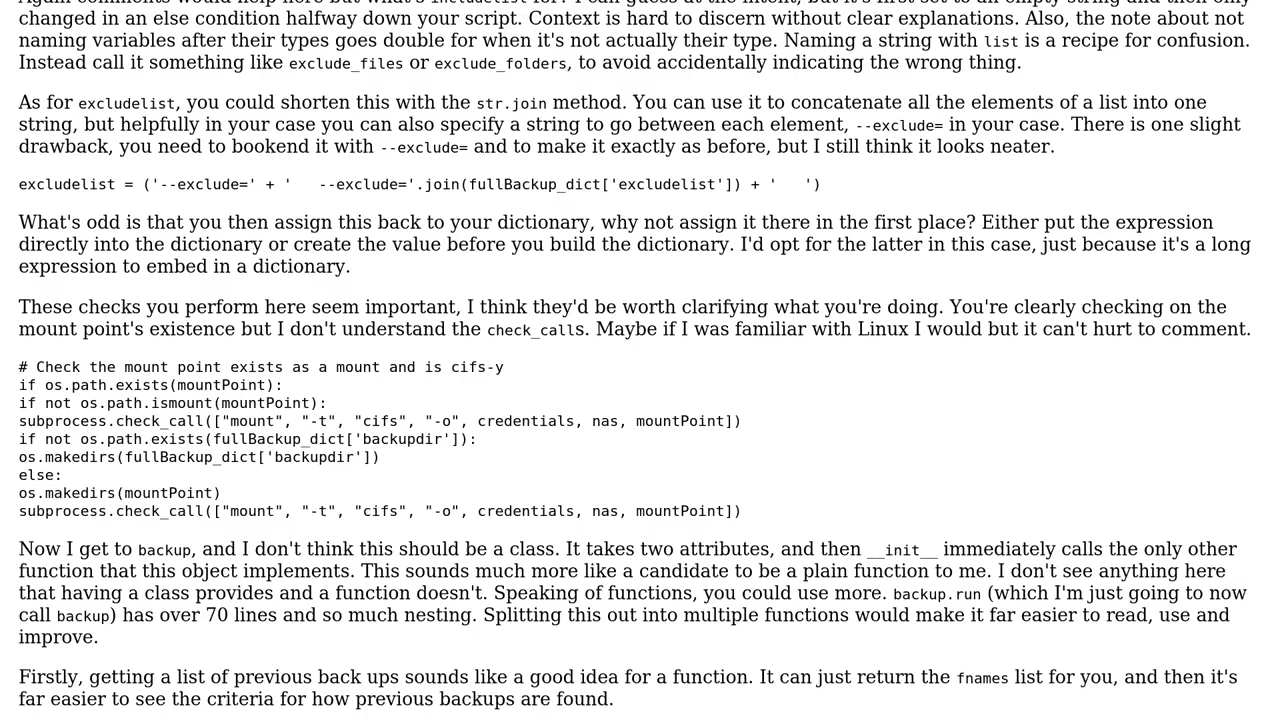 changed in an else condition halfway down your script. Context is hard to discern without clear explanations. Also, the note about not
naming variables after their types goes double for when it's not actually their type. Naming a string with list is a recipe for confusion.
Instead call it something like exclude_files or exclude_folders, to avoid accidentally indicating the wrong thing.
As for excludelist, you could shorten this with the str.join method. You can use it to concatenate all the elements of a list into one
string, but helpfully in your case you can also specify a string to go between each element, --exclude= in your case. There is one slight
drawback, you need to bookend it with --exclude= and to make it exactly as before, but I still think it looks neater.
excludelist = ('--exclude=' + '   --exclude='.join(fullBackup_dict['excludelist']) + '   ')
What's odd is that you then assign this back to your dictionary, why not assign it there in the first place? Either put the expression
directly into the dictionary or create the value before you build the dictionary. I'd opt for the latter in this case, just because it's a long
expression to embed in a dictionary.
These checks you perform here seem important, I think they'd be worth clarifying what you're doing. You're clearly checking on the
mount point's existence but I don't understand the check_calls. Maybe if I was familiar with Linux I would but it can't hurt to comment.
# Check the mount point exists as a mount and is cifs-y
if os.path.exists(mountPoint):
if not os.path.ismount(mountPoint):
subprocess.check_call(["mount", "-t", "cifs", "-o", credentials, nas, mountPoint])
if not os.path.exists(fullBackup_dict['backupdir']):
os.makedirs(fullBackup_dict['backupdir'])
else:
os.makedirs(mountPoint)
subprocess.check_call(["mount", "-t", "cifs", "-o", credentials, nas, mountPoint])
Now I get to backup, and I don't think this should be a class. It takes two attributes, and then __init__ immediately calls the only other
function that this object implements. This sounds much more like a candidate to be a plain function to me. I don't see anything here
that having a class provides and a function doesn't. Speaking of functions, you could use more. backup.run (which I'm just going to now
call backup) has over 70 lines and so much nesting. Splitting this out into multiple functions would make it far easier to read, use and
improve.
Firstly, getting a list of previous back ups sounds like a good idea for a function. It can just return the fnames list for you, and then it's
far easier to see the criteria for how previous backups are found.